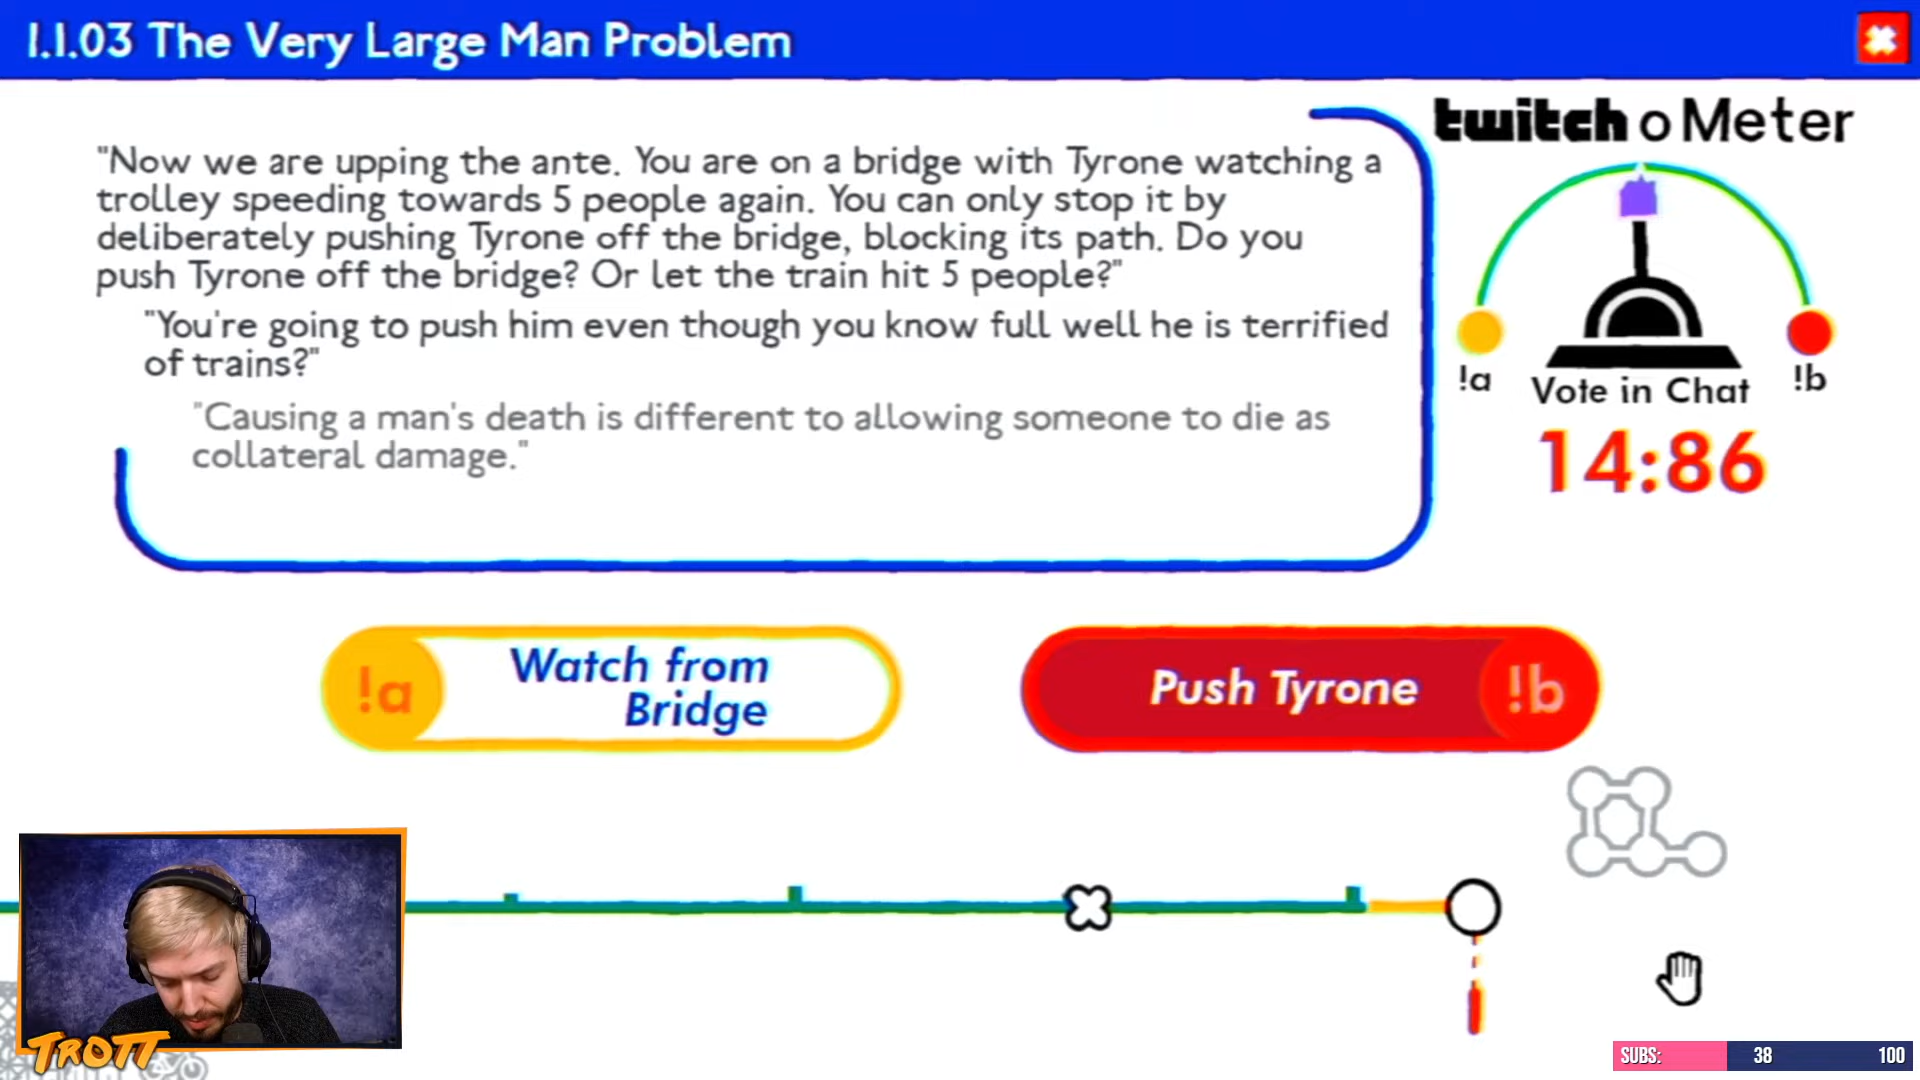 1.1.03 The Very Large Man Problem
"Now we are upping the ante. You are on a bridge with Tyrone watching a
trolley speeding towards 5 people again. You can only stop it by
deliberately pushing Tyrone off the bridge, blocking its path. Do you
push Tyrone off the bridge? Or let the train hit 5 people?"
"You're going to push him even though you know full well he is terrified
of trains?"
"Causing a man's death is different to allowing someone to die as
collateral damage."
twitch o Meter
!a
Vote in Chat
!b
14:86
!a
Watch from
Bridge
Push Tyrone
!b
TROTT
SUBS: 38 100